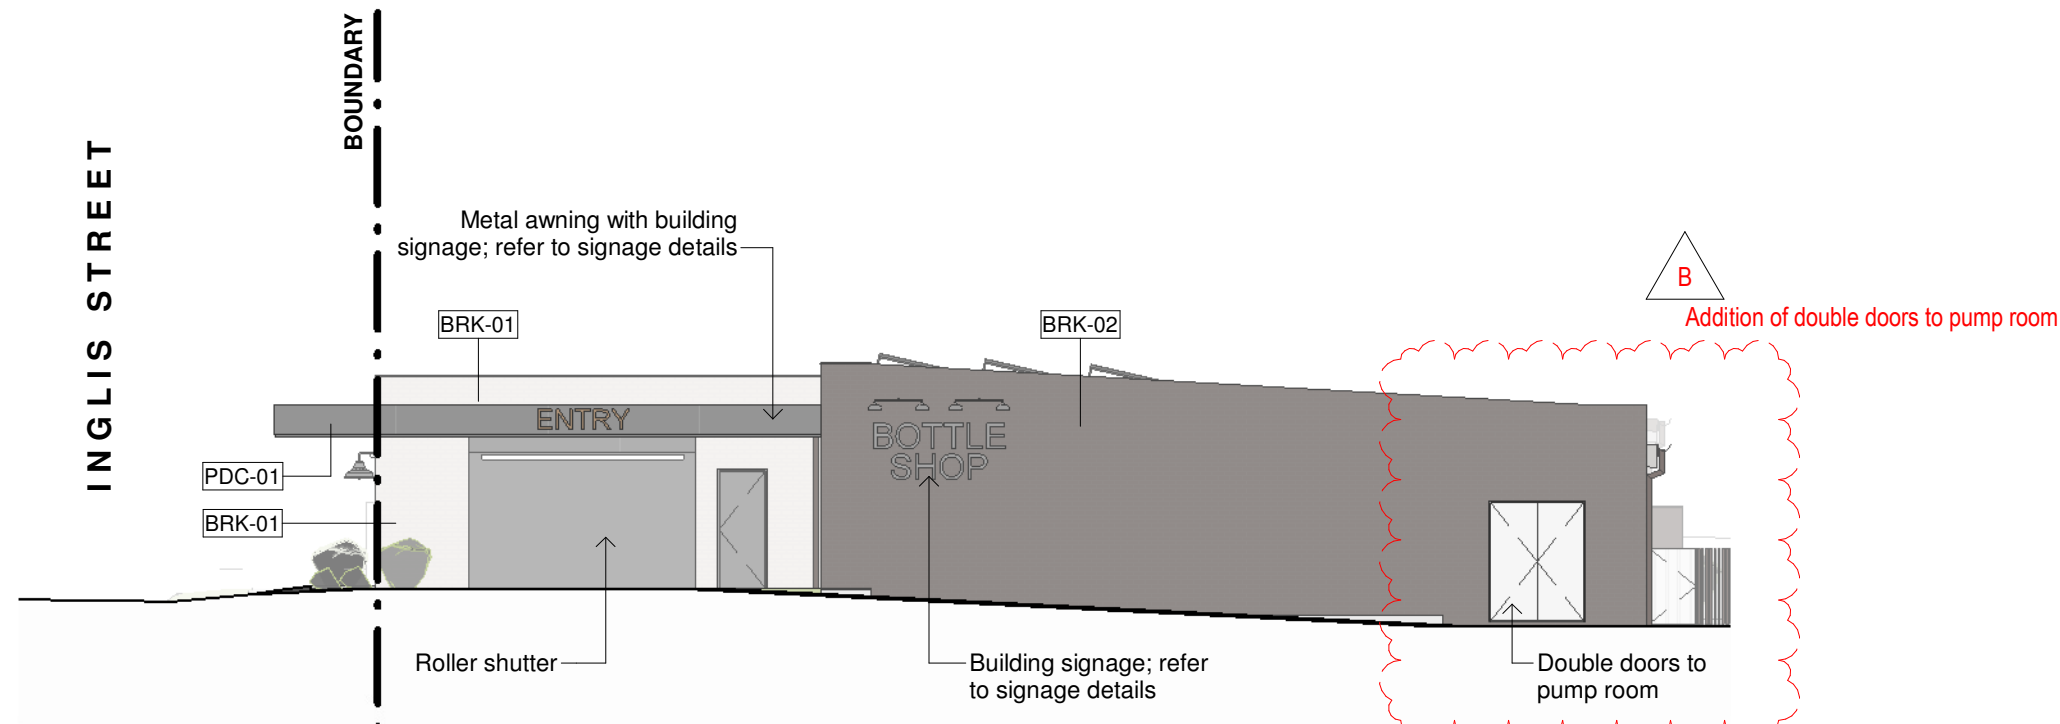 INGLIS STREET
BOUNDARY
Metal awning with building
signage; refer to signage details
B
Addition of double doors to pump room
BRK-01
BRK-02
ENTRY
BOTTLE
SHOP
PDC-01
BRK-01
Roller shutter
Building signage; refer
to signage details
Double doors to
pump room